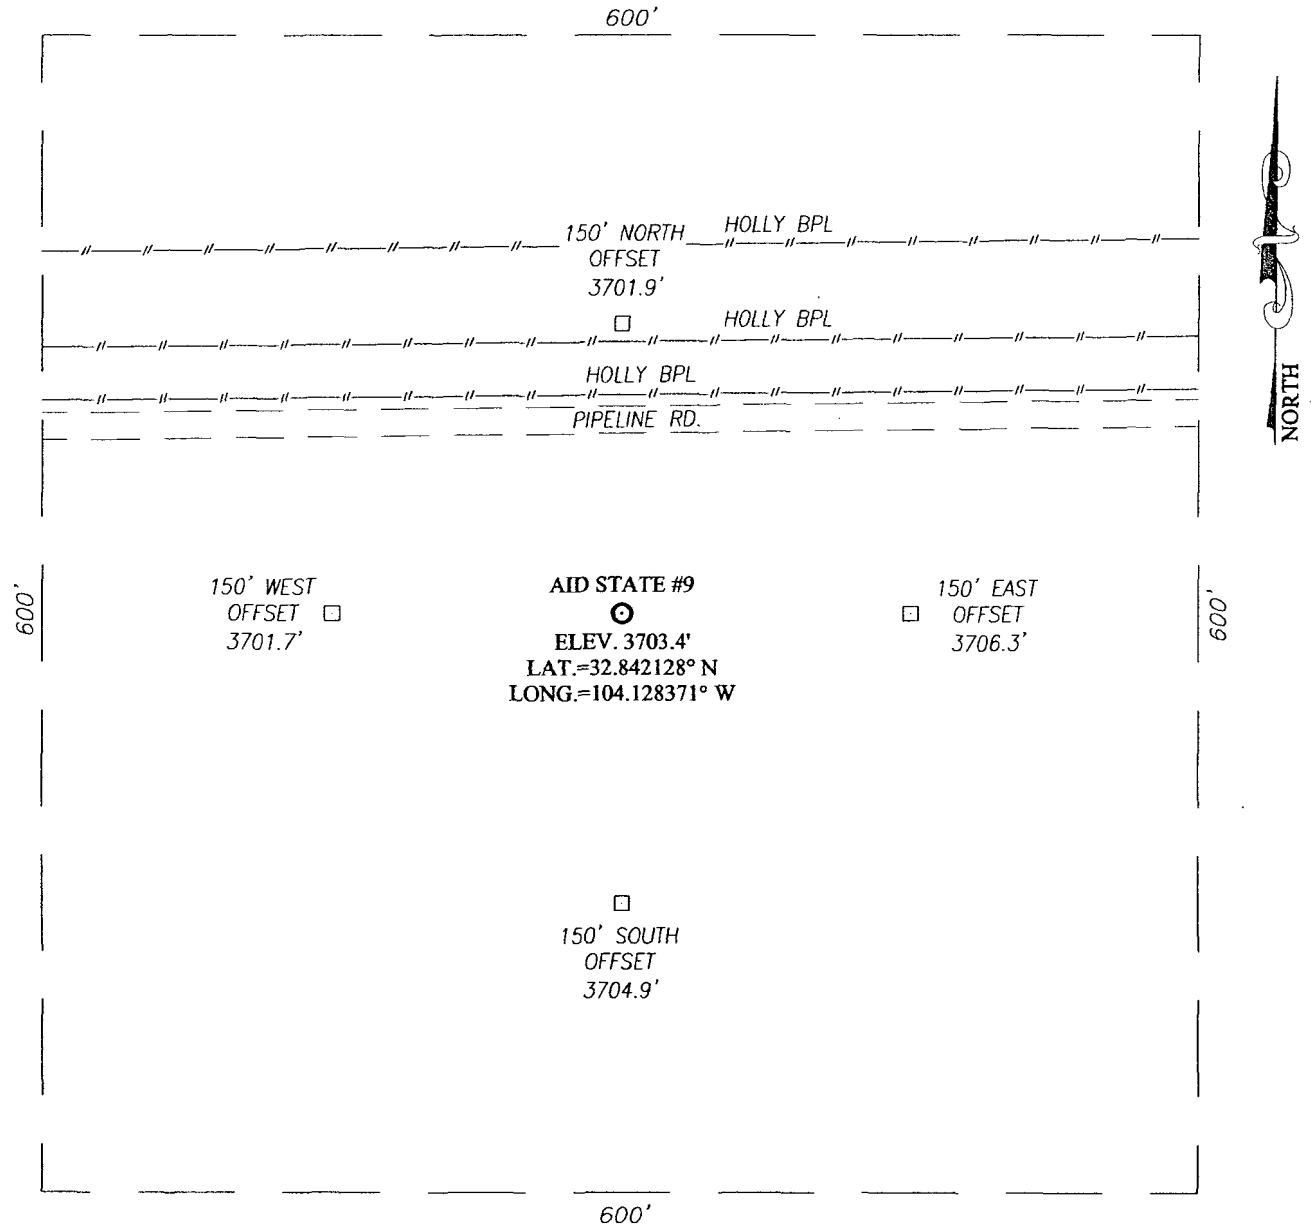 600'
HOLLY BPL
150' NORTH
OFFSET
3701.9'
HOLLY BPL
HOLLY BPL
PIPELINE RD.
NORTH
150' WEST
OFFSET
3701.7'
AID STATE #9
ELEV. 3703.4'
LAT.=32.842128° N
LONG.=104.128371° W
150' EAST
OFFSET
3706.3'
600'
600'
150' SOUTH
OFFSET
3704.9'
600'